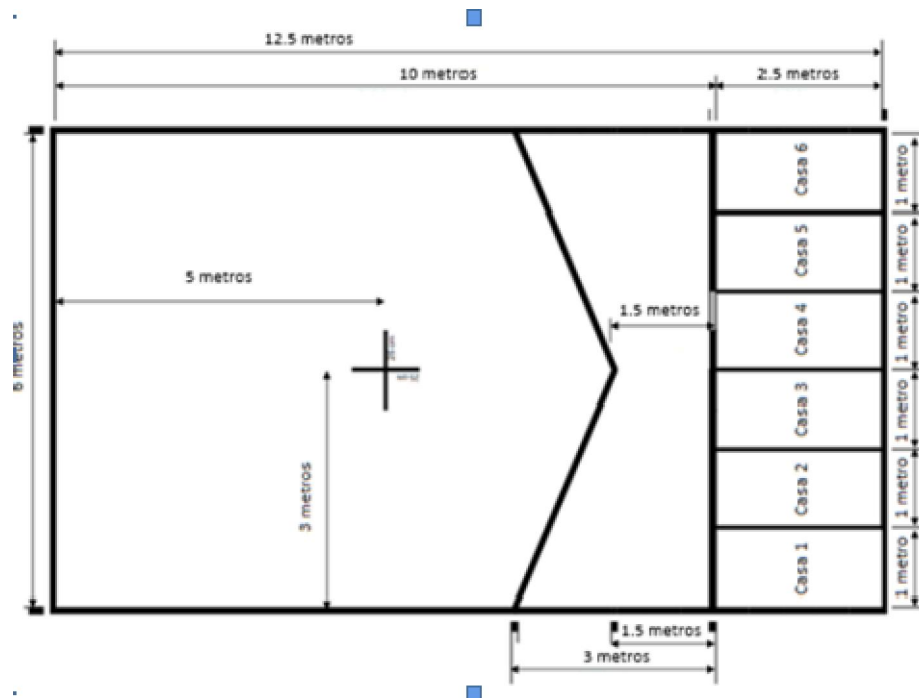 12.5 metros
10 metros
2.5 metros
Casa 6
1 metro
Casa 5
1 metro
5 metros
1.5 metros
Casa 4
1 metro
6 metros
Casa 3
1 metro
3 metros
Casa 2
1 metro
Casa 1
1 metro
1.5 metros
3 metros